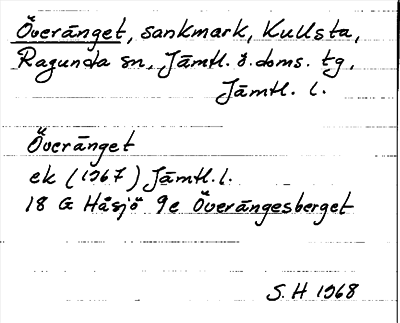 Överänget, sankmark, Kullsta,
Ragunda sn, Jämtl. ö. doms. tg,
Jämtl. l.
Överänget
ek (1967) Jämtl. l.
18 G Håsjö 9e Överängesberget
S. H 1968